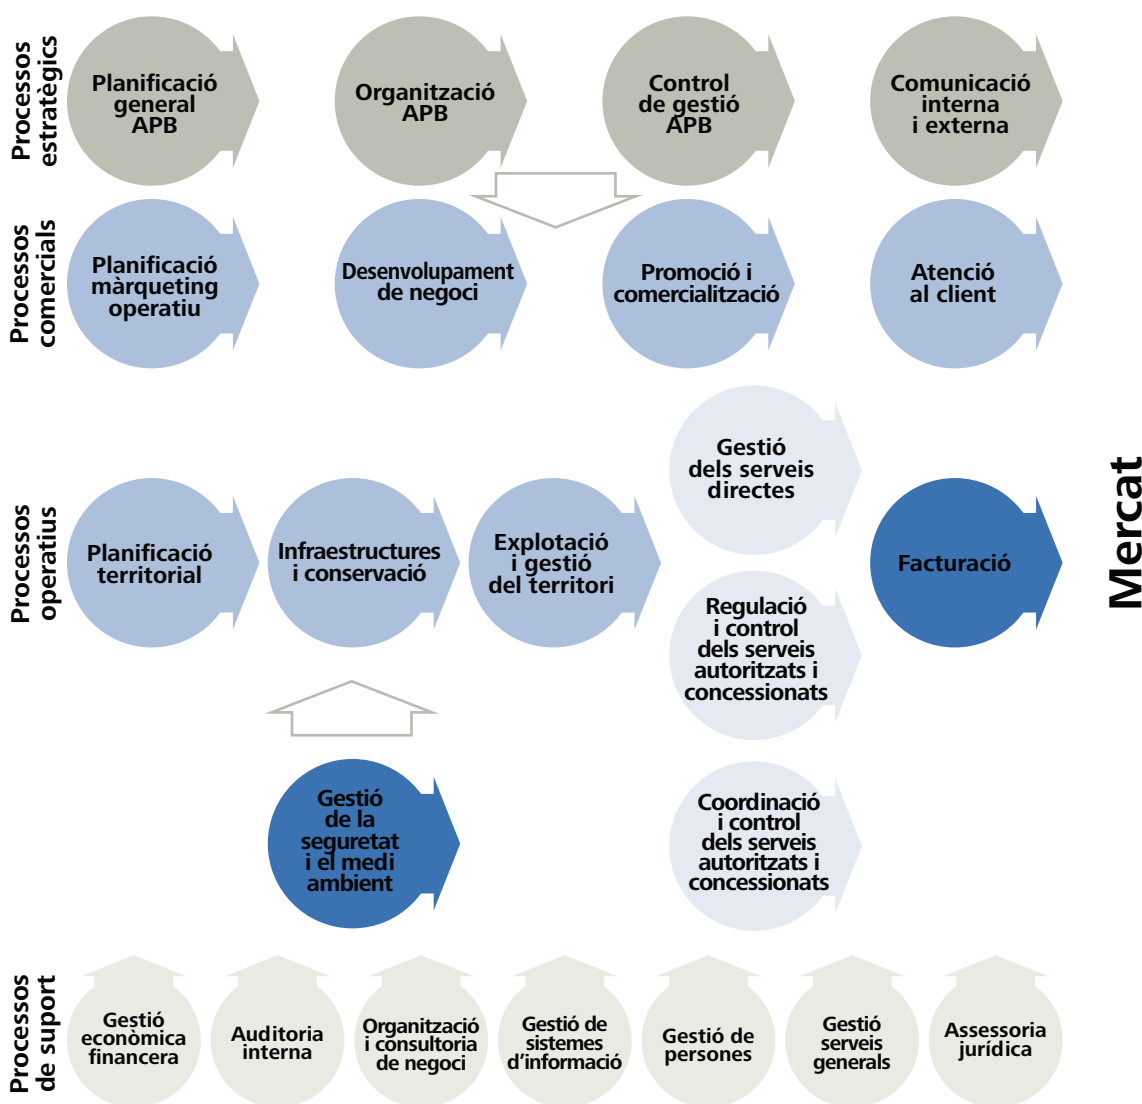 Processos
estratègics
Planificació
general
APB
Organització
APB
Control
de gestió
APB
Comunicació
interna
i externa
Processos
comercials
Planificació
màrqueting
operatiu
Desenvolupament
de negoci
Promoció i
comercialització
Atenció
al client
Processos
operatius
Planificació
territorial
Infraestructures
i conservació
Explotació
i gestió
del territori
Gestió
dels serveis
directes
Regulació
i control
dels serveis
autoritzats i
concessionats
Coordinació
i control
dels serveis
autoritzats i
concessionats
Facturació
Gestió
de la
seguretat
i el medi
ambient
Mercat
Processos
de suport
Gestió
econòmica
financera
Auditoria
interna
Organització
i consultoria
de negoci
Gestió de
sistemes
d'informació
Gestió de
persones
Gestió
serveis
generals
Assessoria
jurídica